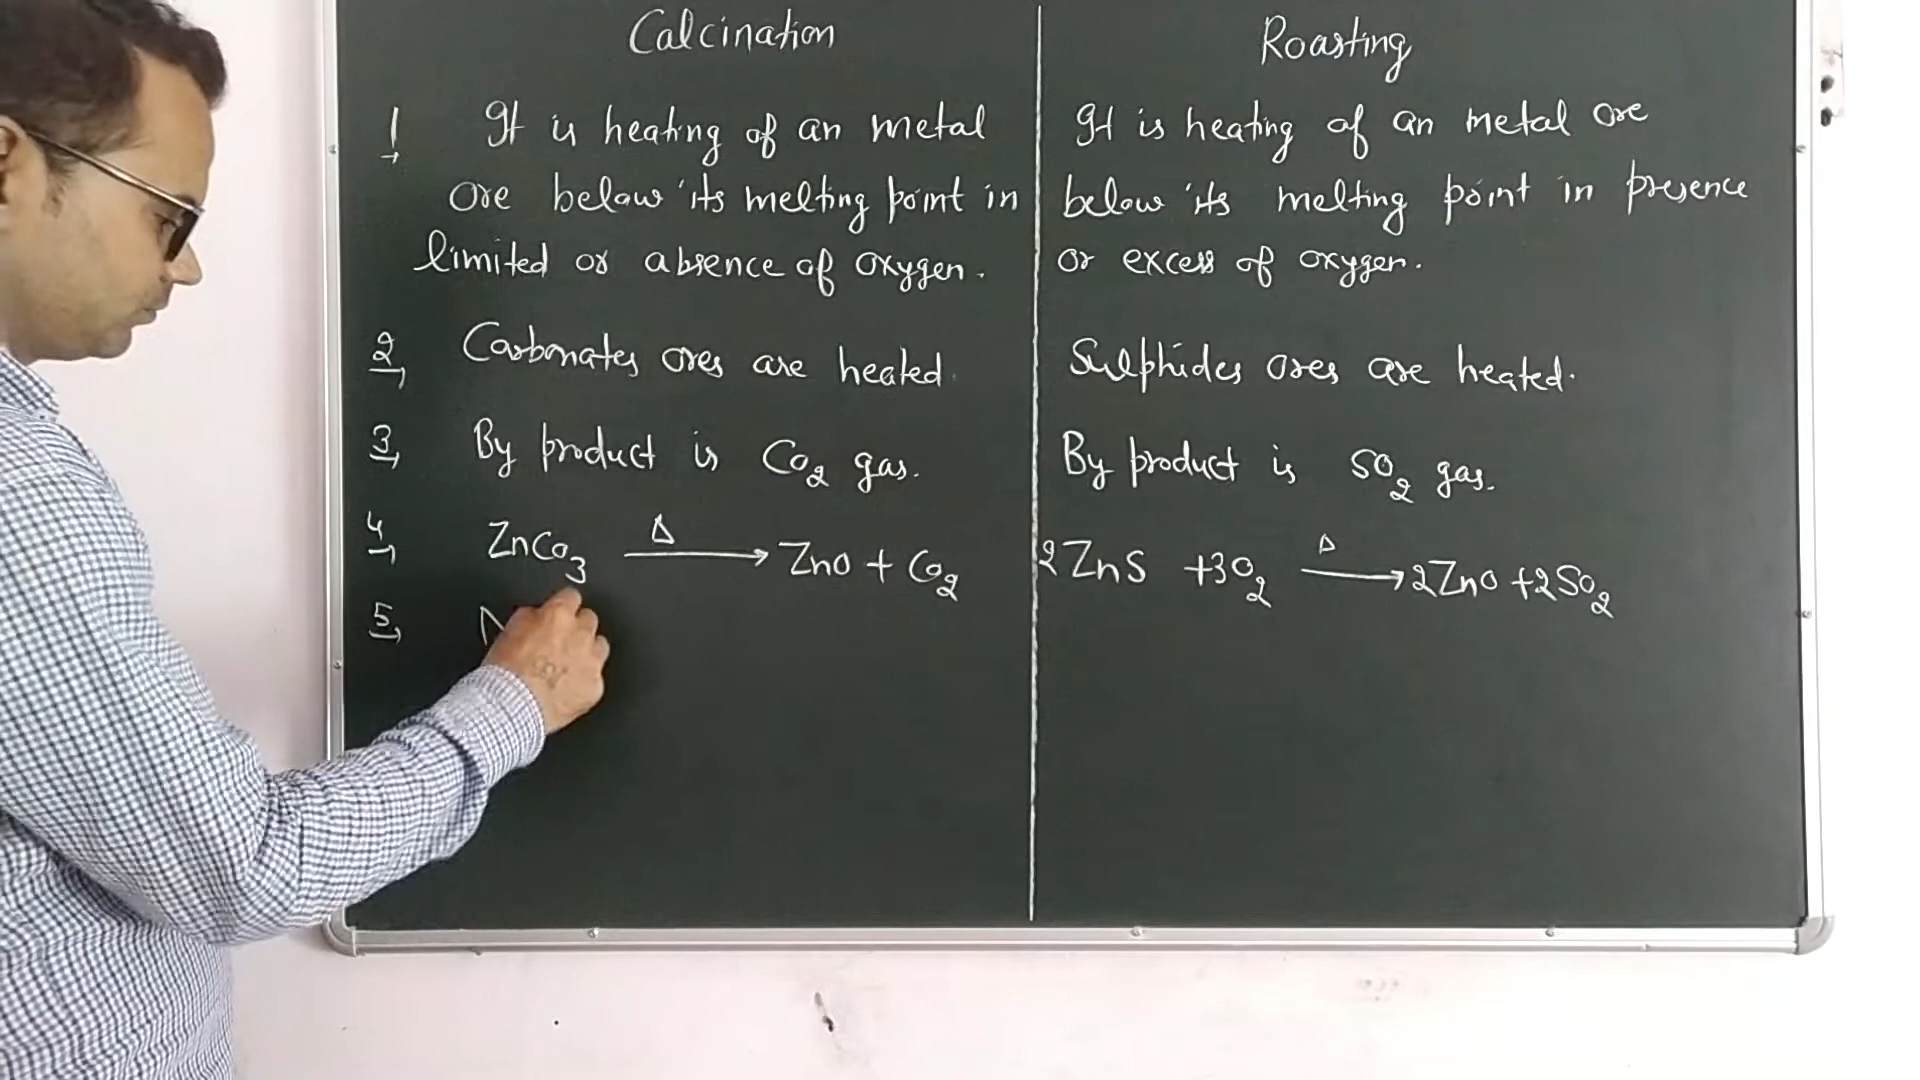 Calcination
1 It is heating of an metal
ore below its melting point in
limited or absence of oxygen.
2 Carbonates ores are heated.
3 By product is CO2 gas.
4 ZnCO3 Δ → ZnO + CO2
5 N
Roasting
It is heating of an metal ore
below its melting point in presence
or excess of oxygen.
Sulphides ores are heated.
By product is SO2 gas.
2ZnS +3O2 Δ → 2ZnO +2SO2